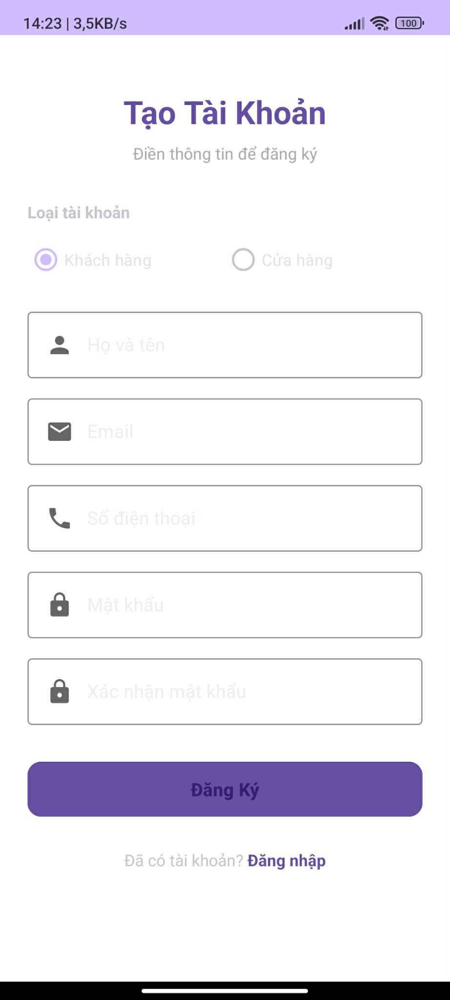 14:23 | 3,5KB/s 100
Tạo Tài Khoản
Điền thông tin để đăng ký
Loại tài khoản
Khách hàng Cửa hàng
Họ và tên
Email
Số điện thoại
Mật khẩu
Xác nhận mật khẩu
Đăng Ký
Đã có tài khoản? Đăng nhập